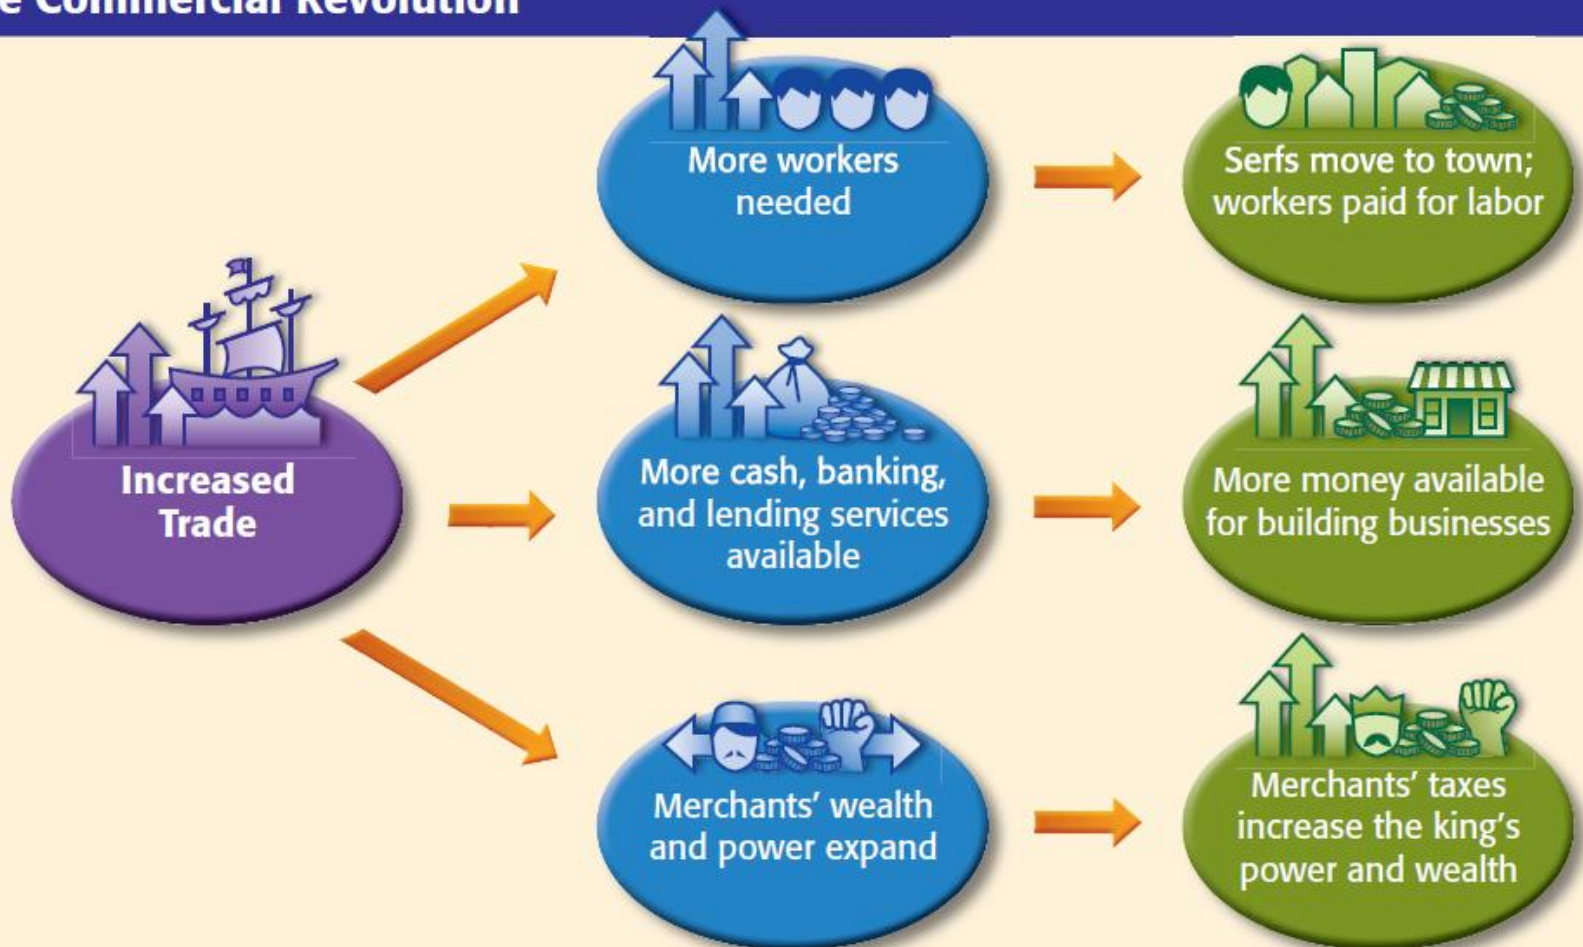 e Commercial Revolution
More workers
needed
Serfs move to town;
workers paid for labor
Increased
Trade
More cash, banking,
and lending services
available
More money available
for building businesses
Merchants’ wealth
and power expand
Merchants’ taxes
increase the king’s
power and wealth